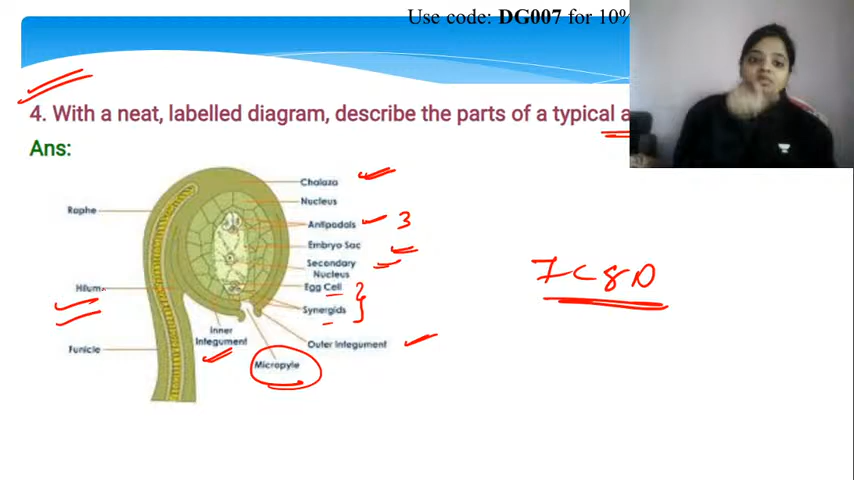 Use code: DG007 for 10%
4. With a neat, labelled diagram, describe the parts of a typical a
Ans:
Chalaza
Nucleus
Raphe
Antipodals
3
Embryo Sac
Secondary
Nucleus
Hilum
Egg Cell
Synergids
Inner
Integument
Outer Integument
Funicle
Micropyle
7C 8N